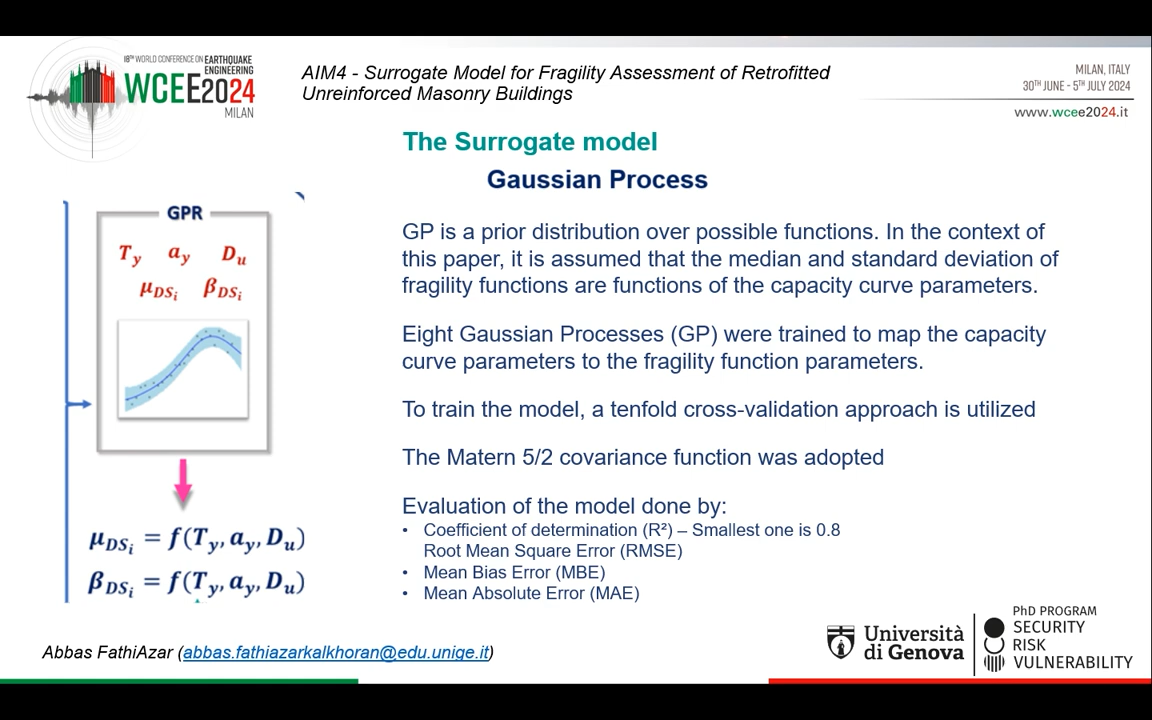 18TH WORLD CONFERENCE ON EARTHQUAKE
ENGINEERING
WCEE2024
MILAN
AIM4 - Surrogate Model for Fragility Assessment of Retrofitted
Unreinforced Masonry Buildings
MILAN, ITALY
30TH JUNE - 5TH JULY 2024
www.wcee2024.it
The Surrogate model
Gaussian Process
GPR
Ty ay Du
μDSi βDSi
μDSi = f(Ty, ay, Du)
βDSi = f(Ty, ay, Du)
GP is a prior distribution over possible functions. In the context of
this paper, it is assumed that the median and standard deviation of
fragility functions are functions of the capacity curve parameters.
Eight Gaussian Processes (GP) were trained to map the capacity
curve parameters to the fragility function parameters.
To train the model, a tenfold cross-validation approach is utilized
The Matern 5/2 covariance function was adopted
Evaluation of the model done by:
• Coefficient of determination (R²) – Smallest one is 0.8
Root Mean Square Error (RMSE)
• Mean Bias Error (MBE)
• Mean Absolute Error (MAE)
Abbas FathiAzar (abbas.fathiazarkalkhoran@edu.unige.it)
Università
di Genova
PhD PROGRAM
SECURITY
RISK
VULNERABILITY